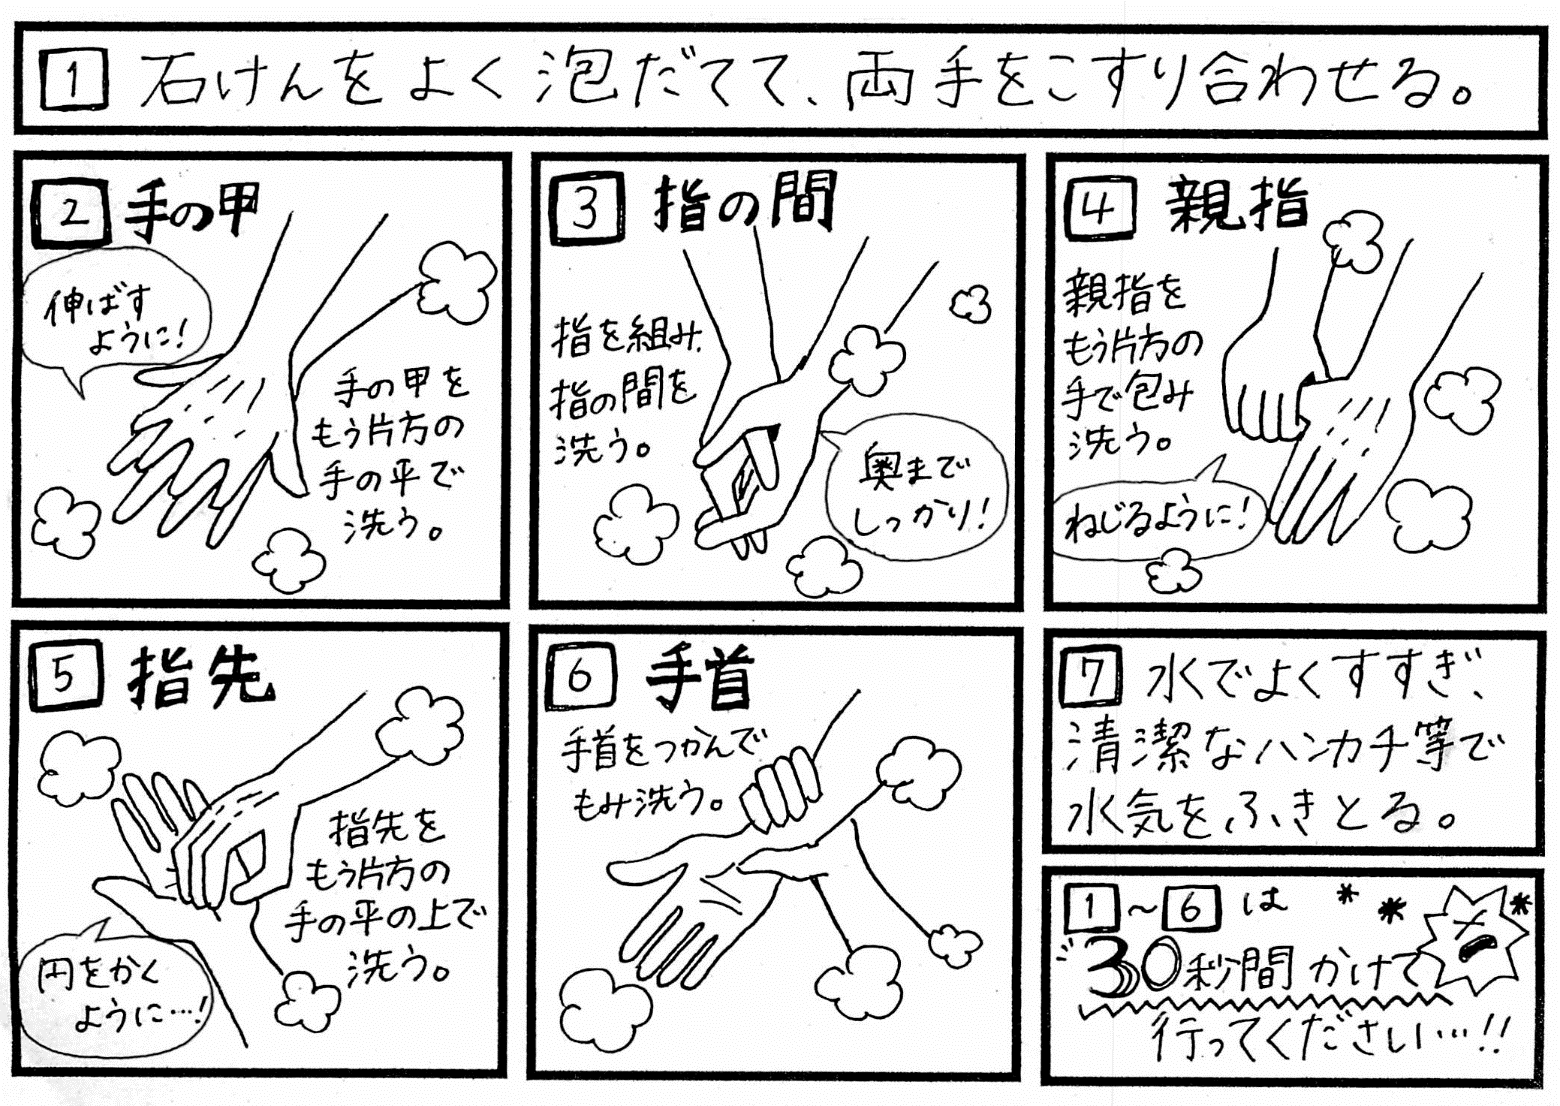 1 石けんをよく泡だてて、両手をこすり合わせる。
2 手の甲
伸ばす
ように!
手の甲を
もう片方の
手の平で
洗う。
3 指の間
指を組み、
指の間を
洗う。
奥まで
しっかり!
4 親指
親指を
もう片方の
手で包み
洗う。
ねじるように!
5 指先
指先を
もう片方の
手の平の上で
洗う。
円をかく
ように…!
6 手首
手首をつかんで
もみ洗う。
7 水でよくすすぎ、
清潔なハンカチ等で
水気をふきとる。
1~6は
30秒間かけて
行ってください…!!